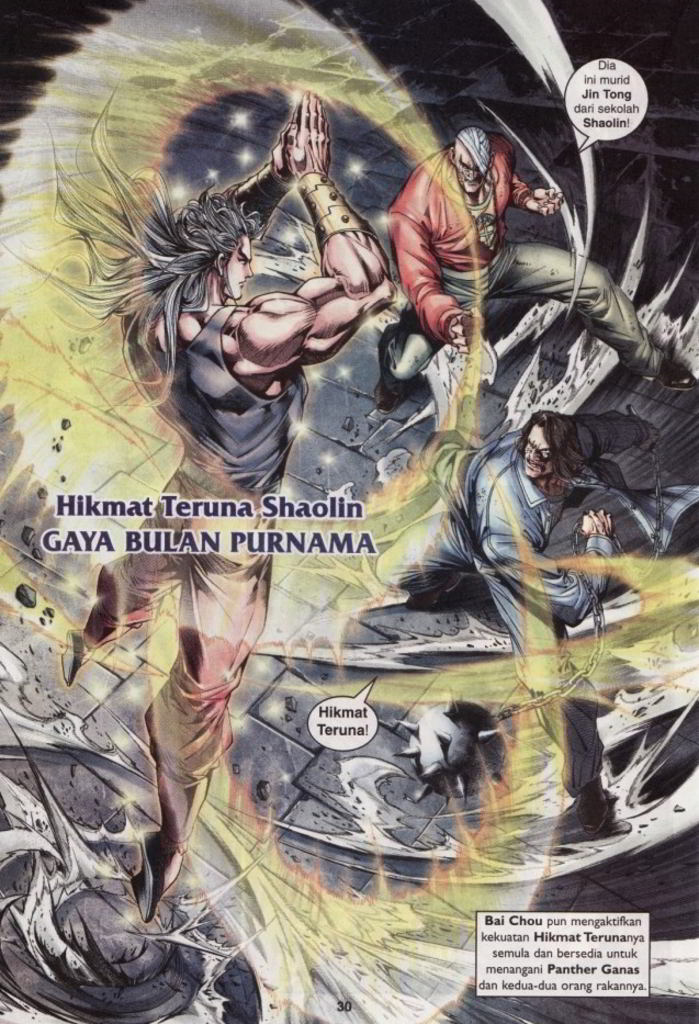 Dia
ini murid
Jin Tong
dari sekolah
Shaolin!
Hikmat Teruna Shaolin
GAYA BULAN PURNAMA
Hikmat
Teruna!
Bai Chou pun mengaktifkan
kekuatan Hikmat Terunanya
semula dan bersedia untuk
menangani Panther Ganas
dan kedua-dua orang rakannya.
30